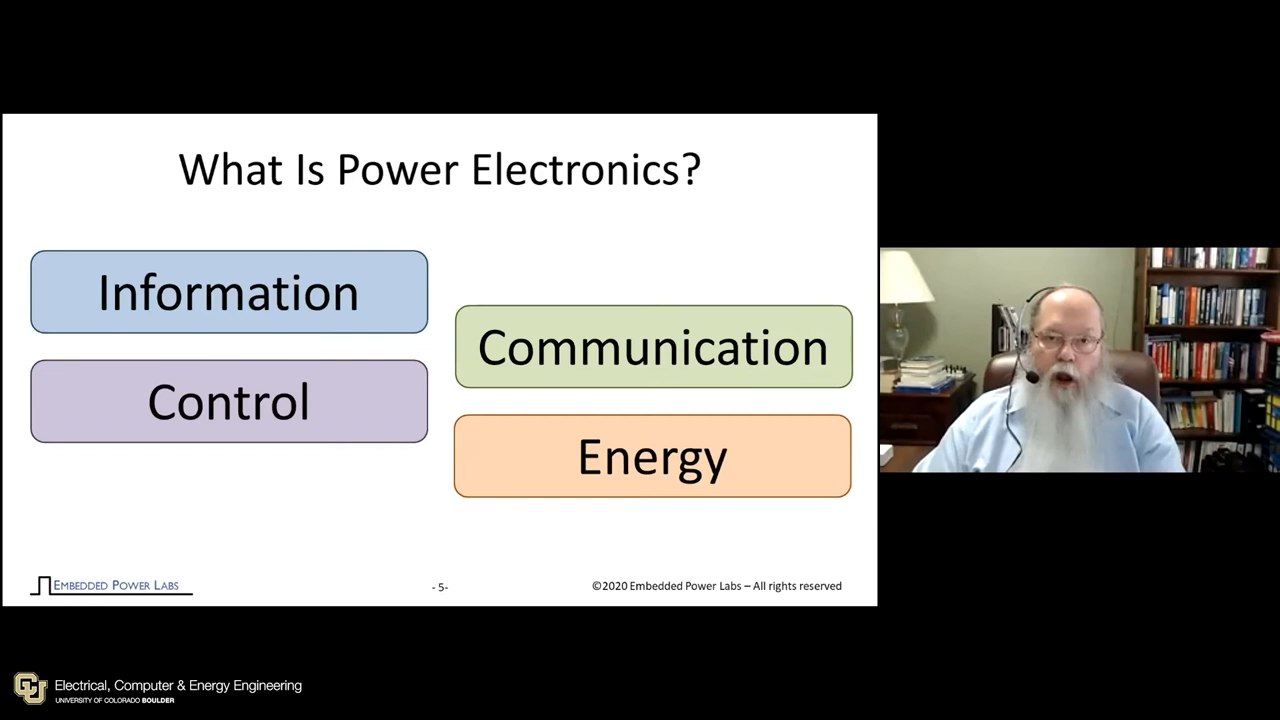 What Is Power Electronics?
Information
Communication
Control
Energy
EMBEDDED POWER LABS
- 5-
©2020 Embedded Power Labs – All rights reserved
CU
Electrical, Computer & Energy Engineering
UNIVERSITY OF COLORADO BOULDER